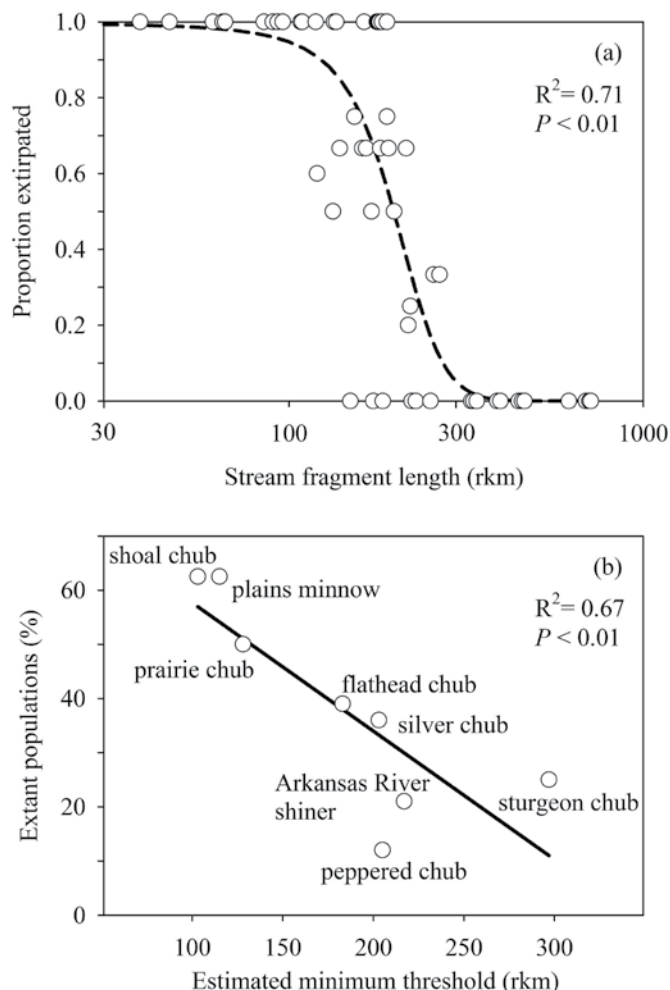 (a)
R²= 0.71
P < 0.01
Proportion extirpated
1.0
0.8
0.6
0.4
0.2
0.0
30 100 300 1000
Stream fragment length (rkm)
(b)
R²= 0.67
P < 0.01
Extant populations (%)
60
40
20
0
shoal chub
plains minnow
prairie chub
flathead chub
silver chub
Arkansas River
shiner
sturgeon chub
peppered chub
100 150 200 250 300
Estimated minimum threshold (rkm)